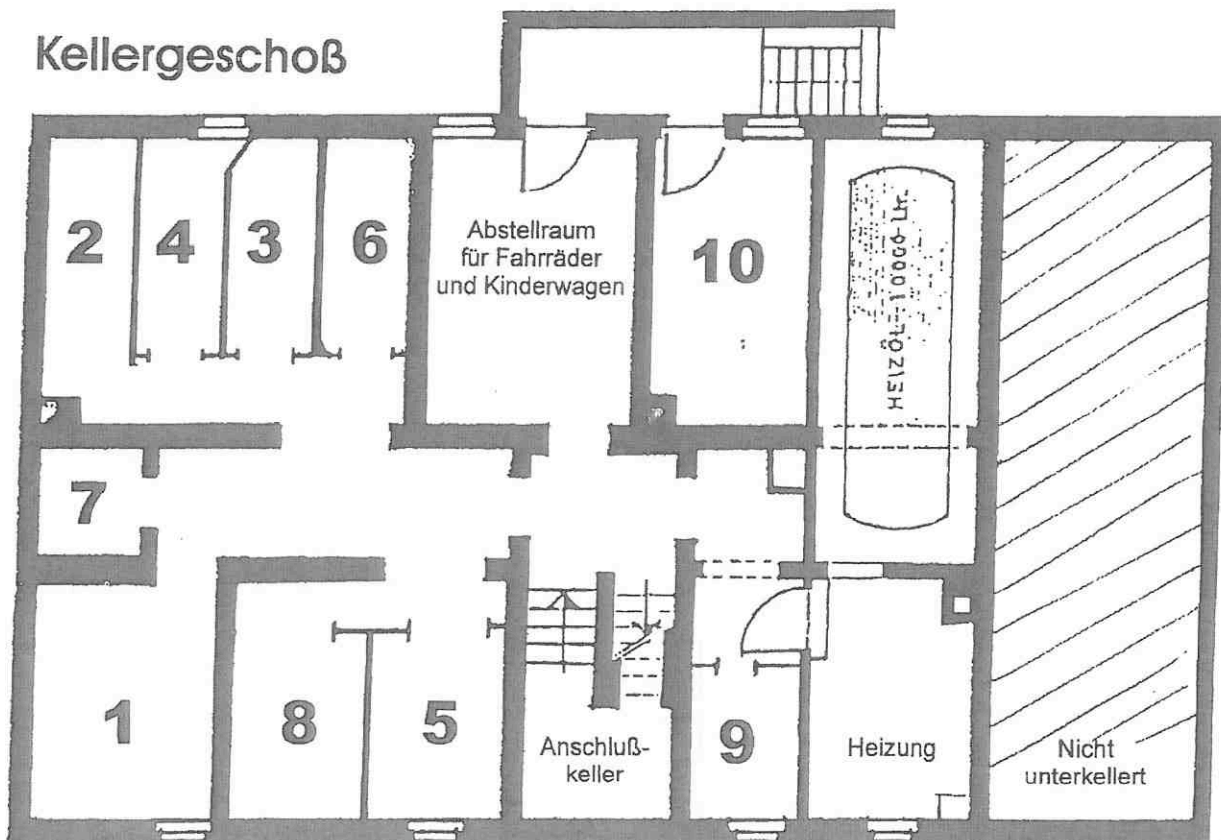 Kellergeschoß
2
4
3
6
Abstellraum
für Fahrräder
und Kinderwagen
10
HEIZÖL-10000-Ltr.
7
1
8
5
Anschluß-
keller
9
Heizung
Nicht
unterkellert